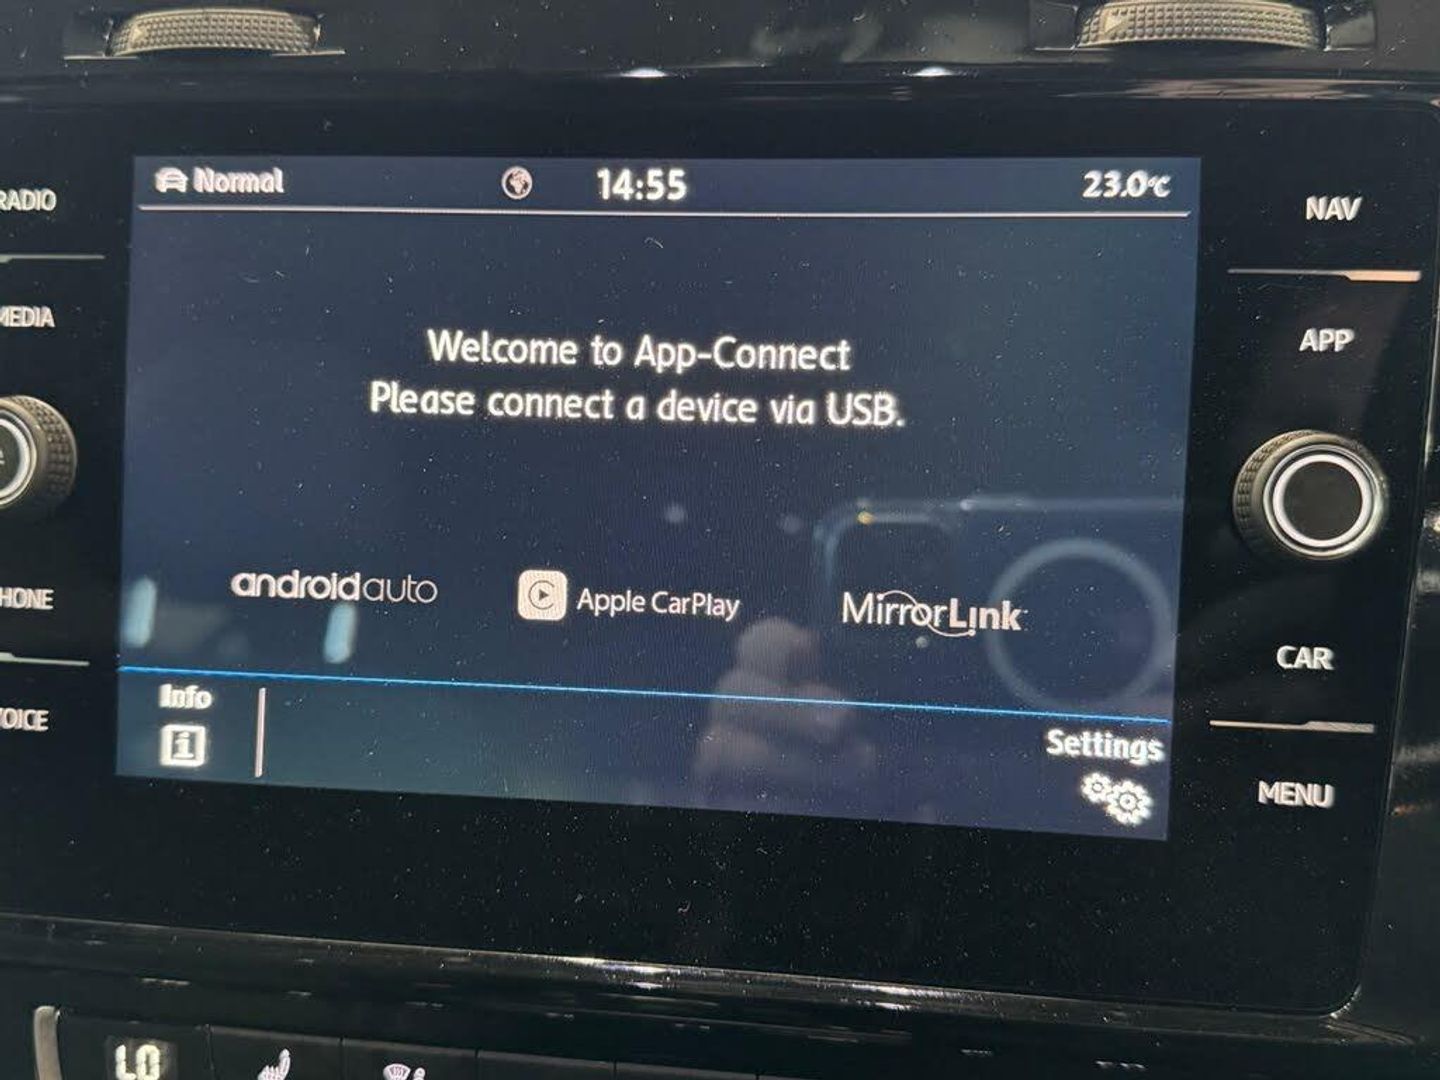 Normal
14:55
23.0°C
RADIO
NAV
MEDIA
APP
Welcome to App-Connect
Please connect a device via USB.
androidauto
Apple CarPlay
MirrorLink
PHONE
CAR
VOICE
Info
i
Settings
MENU
LO